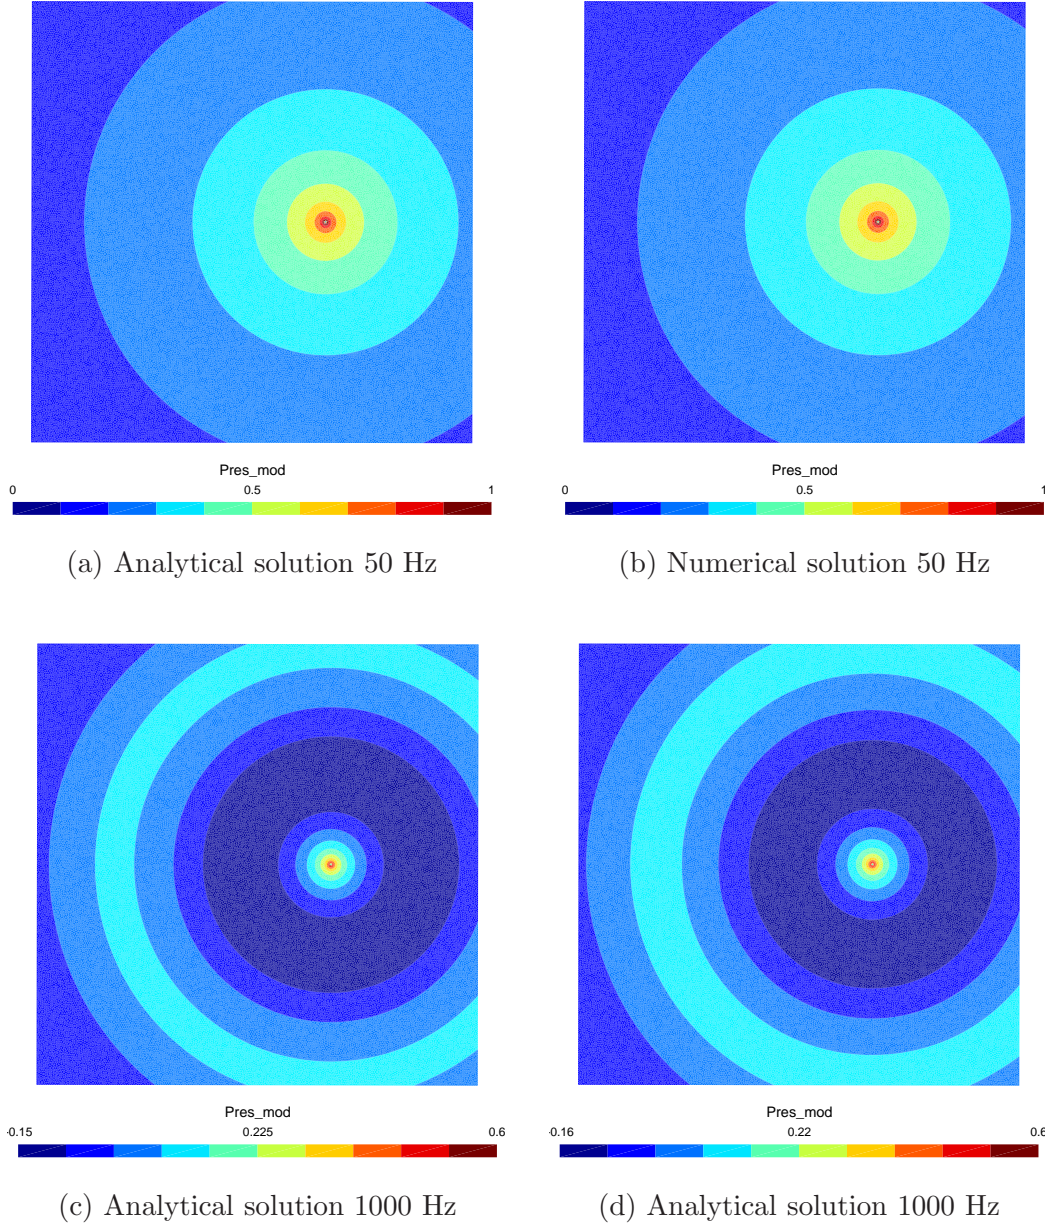 Pres_mod
0 0.5 1
(a) Analytical solution 50 Hz
Pres_mod
0 0.5 1
(b) Numerical solution 50 Hz
Pres_mod
-0.15 0.225 0.6
(c) Analytical solution 1000 Hz
Pres_mod
-0.16 0.22 0.6
(d) Analytical solution 1000 Hz